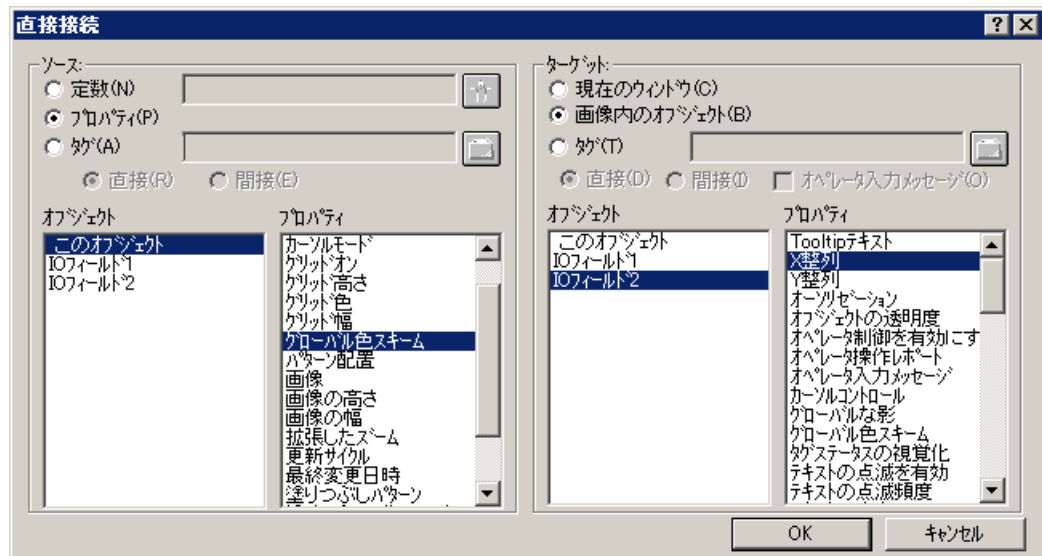 直接接続
ソース:
定数(N)
プロパティ(P)
タグ(A)
直接(R) 間接(E)
オブジェクト プロパティ
このオブジェクト
IOフィールド1
IOフィールド2
カーソルモード
グリッドオン
グリッド高さ
グリッド色
グリッド幅
グローバル色スキーム
パターン配置
画像
画像の高さ
画像の幅
拡張したズーム
更新サイクル
最終変更日時
塗りつぶしパターン
ターゲット:
現在のウィンドウ(C)
画像内のオブジェクト(B)
タグ(T)
直接(D) 間接(I) オペレータ入力メッセージ(O)
オブジェクト プロパティ
このオブジェクト
IOフィールド1
IOフィールド2
Tooltipテキスト
X整列
Y整列
オーソリゼーション
オブジェクトの透明度
オペレータ制御を有効にす
オペレータ操作レポート
オペレータ入力メッセージ
カーソルコントロール
グローバルな影
グローバル色スキーム
タグステータスの視覚化
テキストの点滅を有効
テキストの点滅頻度
OK キャンセル